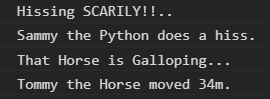 Hissing SCARILY!!..
Sammy the Python does a hiss.
That Horse is Galloping...
Tommy the Horse moved 34m.